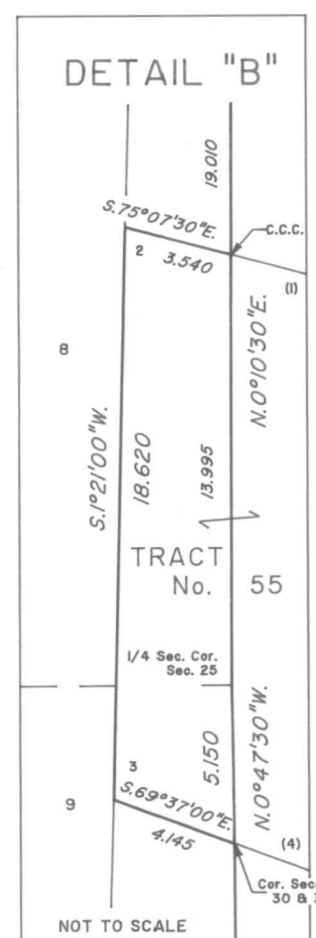 DETAIL "B"
19.010
S.75°07'30"E.
C.C.C.
2
3.540
(1)
N.0°10'30"E.
8
S.1°21'00"W.
18.620
13.995
TRACT
No. 55
1/4 Sec. Cor.
Sec. 25
5.150
N.0°47'30"W.
3
S.69°37'00"E.
9
4.145
(4)
Cor. Sec
30 &
NOT TO SCALE